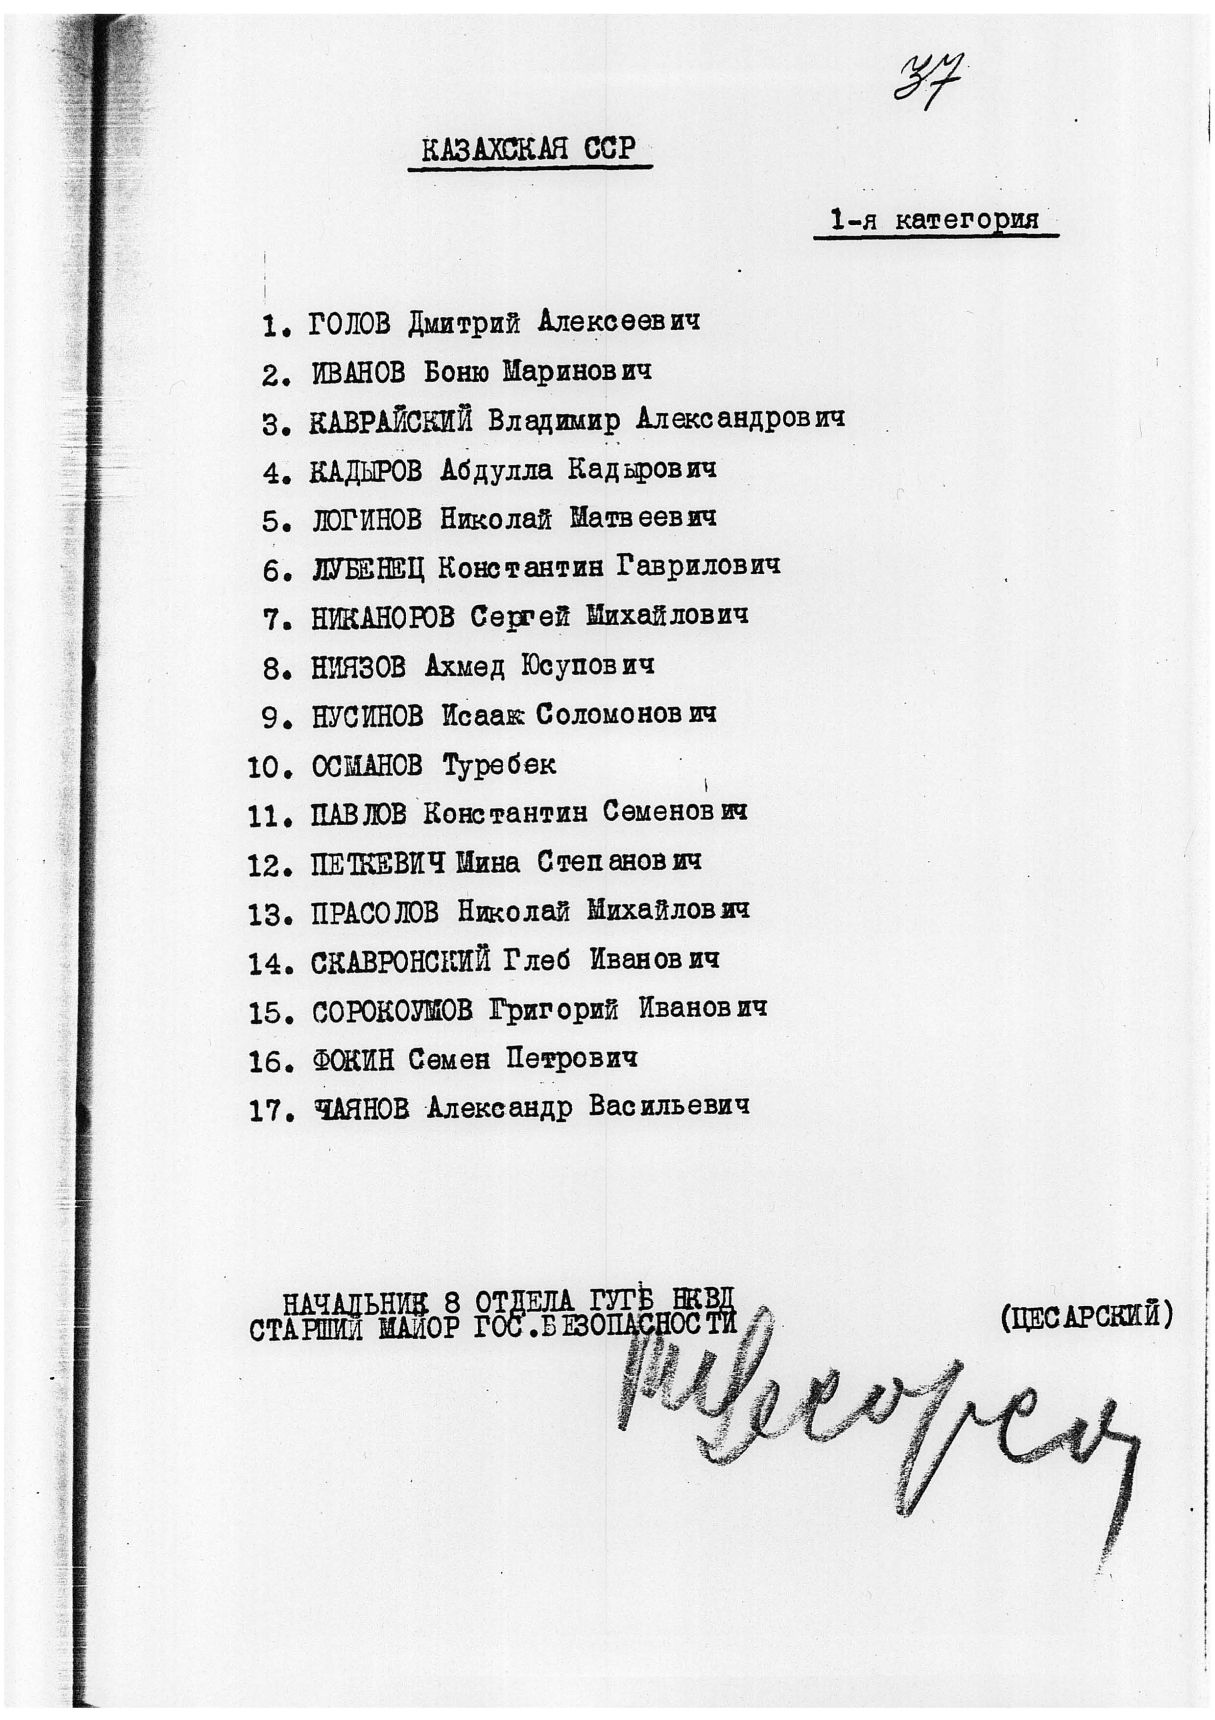 37
КАЗАХСКАЯ ССР
1-я категория
1. ГОЛОВ Дмитрий Алексеевич
2. ИВАНОВ Боню Маринович
3. КАВРАЙСКИЙ Владимир Александрович
4. КАДЫРОВ Абдулла Кадырович
5. ЛОГИНОВ Николай Матвеевич
6. ЛУБЕНЕЦ Константин Гаврилович
7. НИКАНОРОВ Сергей Михайлович
8. НИЯЗОВ Ахмед Юсупович
9. НУСИНОВ Исаак Соломонович
10. ОСМАНОВ Туребек
11. ПАВЛОВ Константин Семенович
12. ПЕТКЕВИЧ Мина Степанович
13. ПРАСОЛОВ Николай Михайлович
14. СКАВРОНСКИЙ Глеб Иванович
15. СОРОКОУМОВ Григорий Иванович
16. ФОКИН Семен Петрович
17. ЧАЯНОВ Александр Васильевич
НАЧАЛЬНИК 8 ОТДЕЛА ГУГБ НКВД
СТАРШИЙ МАЙОР ГОС.БЕЗОПАСНОСТИ
(ЦЕСАРСКИЙ)